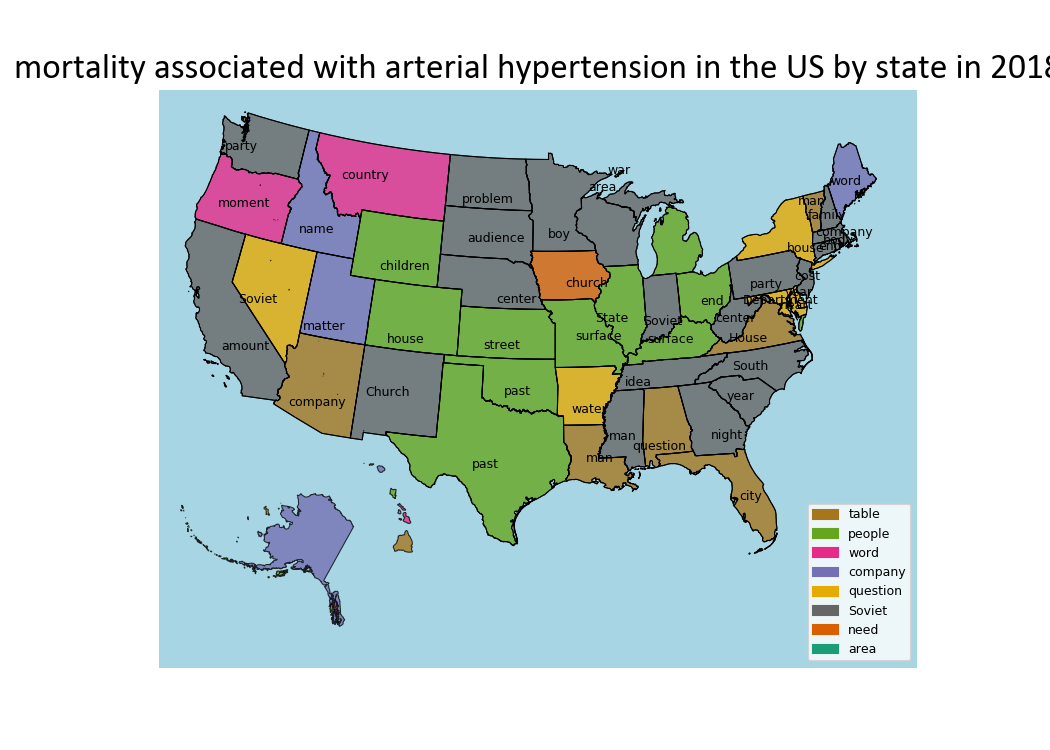 mortality associated with arterial hypertension in the US by state in 2018
war
party
country
area
word
moment
problem
man
family
name
audience
boy
company
house
children
cost
church
party
Soviet
center
end
Department
matter
State
Soviet
center
amount
house
street
surface
surface
House
South
idea
Church
past
year
company
water
man
night
question
past
man
city
table
people
word
company
question
Soviet
need
area